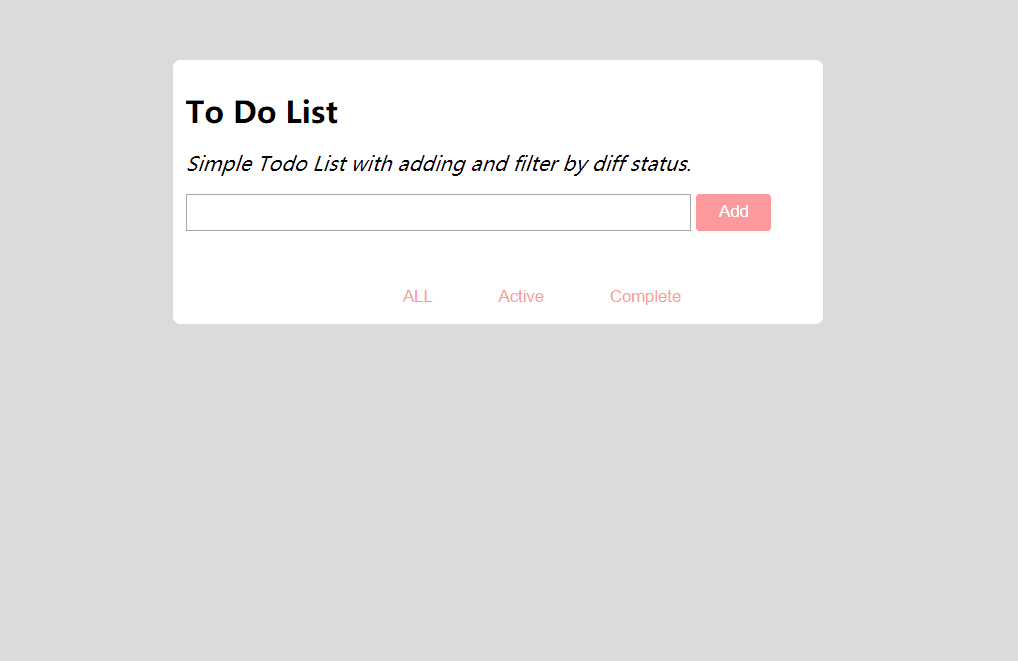 To Do List
Simple Todo List with adding and filter by diff status.
Add
ALL Active Complete